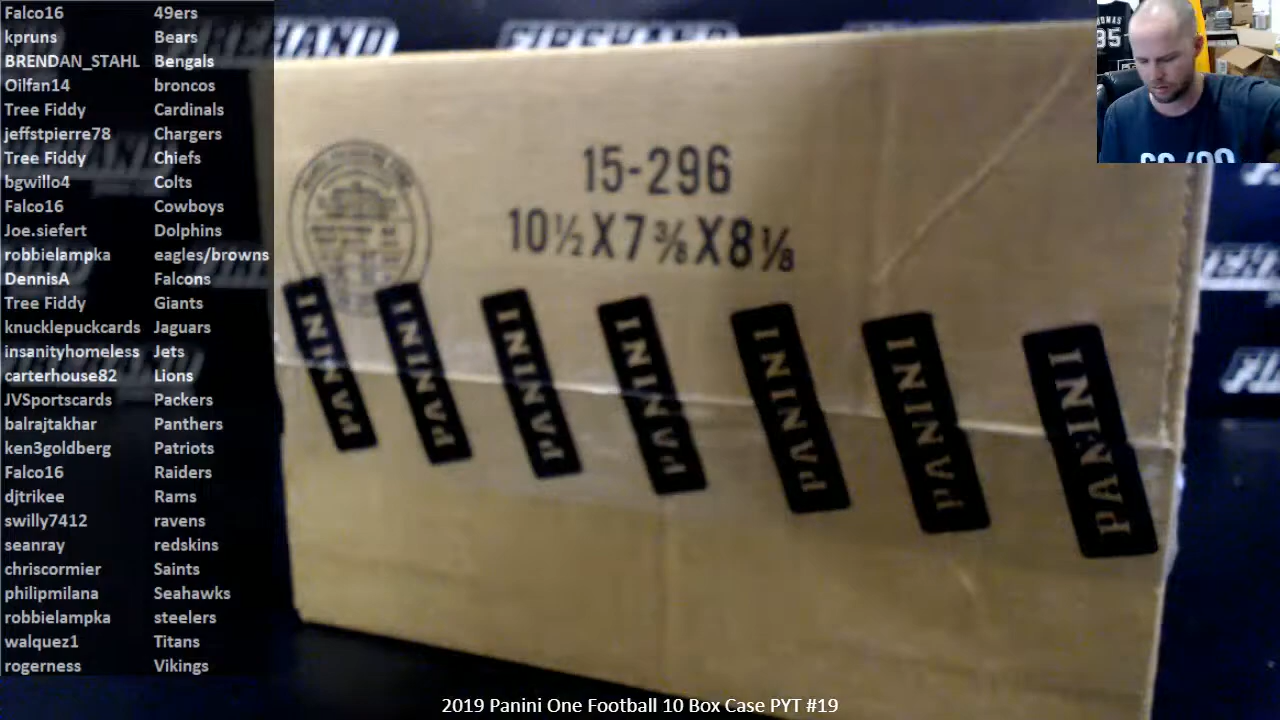 Falco16 49ers
kpruns Bears
BRENDAN_STAHL Bengals
Oilfan14 broncos
Tree Fiddy Cardinals
jeffstpierre78 Chargers
Tree Fiddy Chiefs
bgwillo4 Colts
Falco16 Cowboys
Joe.siefert Dolphins
robbielampka eagles/browns
DennisA Falcons
Tree Fiddy Giants
knucklepuckcards Jaguars
insanityhomeless Jets
carterhouse82 Lions
JVSportscards Packers
balrajtakhar Panthers
ken3goldberg Patriots
Falco16 Raiders
djtrikee Rams
swilly7412 ravens
seanray redskins
chriscormier Saints
philipmilana Seahawks
robbielampka steelers
walquez1 Titans
rogerness Vikings
FIREHAND
15-296
10½X7⅜X8⅛
PANINI
PANINI
PANINI
PANINI
PANINI
PANINI
PANINI
2019 Panini One Football 10 Box Case PYT #19